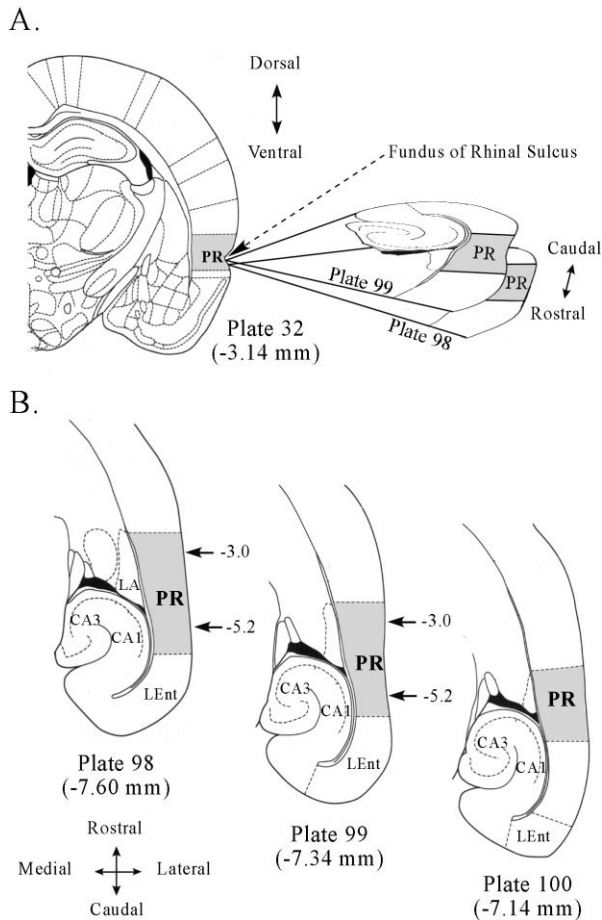 A.
Dorsal
Ventral
Fundus of Rhinal Sulcus
PR
PR
PR
Caudal
Rostral
Plate 99
Plate 98
Plate 32
(-3.14 mm)
B.
PR
-3.0
-5.2
LA
CA3
CA1
LEnt
Plate 98
(-7.60 mm)
PR
-3.0
-5.2
CA3
CA1
LEnt
Plate 99
(-7.34 mm)
PR
CA3
CA1
LEnt
Plate 100
(-7.14 mm)
Rostral
Medial
Lateral
Caudal